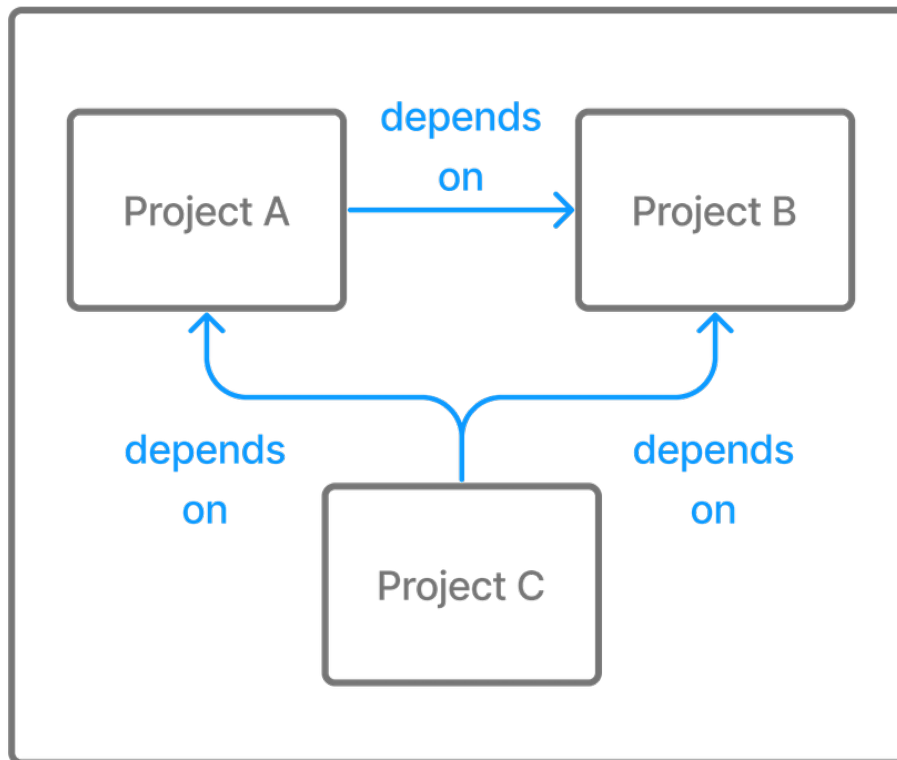 depends
on
Project A
Project B
depends
on
depends
on
Project C